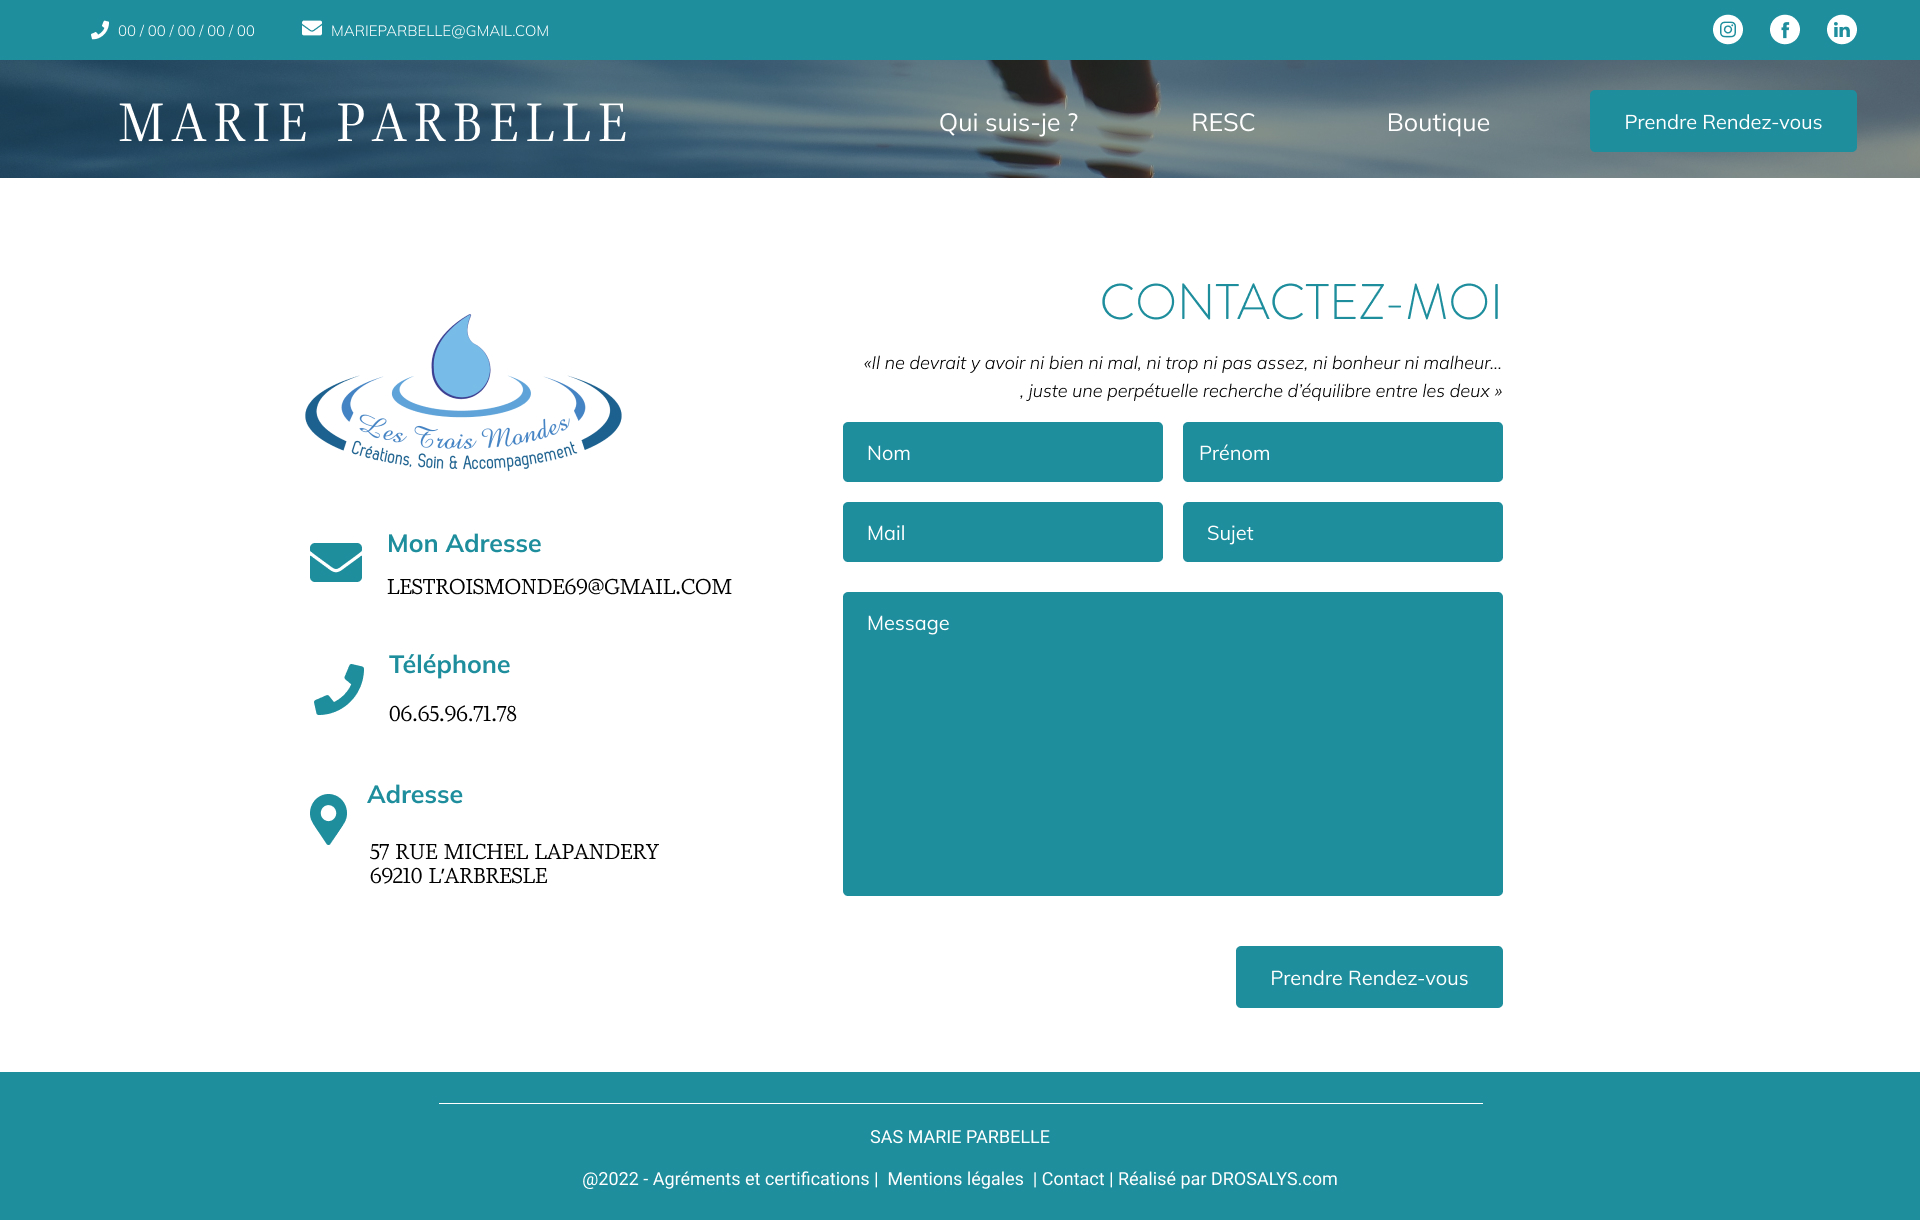 00 / 00 / 00 / 00 / 00
MARIEPARBELLE@GMAIL.COM
MARIE PARBELLE
Qui suis-je ?
RESC
Boutique
Prendre Rendez-vous
Les Trois Mondes
Créations, Soin & Accompagnement
Mon Adresse
LESTROISMONDE69@GMAIL.COM
Téléphone
06.65.96.71.78
Adresse
57 RUE MICHEL LAPANDERY
69210 L'ARBRESLE
CONTACTEZ-MOI
«Il ne devrait y avoir ni bien ni mal, ni trop ni pas assez, ni bonheur ni malheur...
, juste une perpétuelle recherche d'équilibre entre les deux »
Nom
Prénom
Mail
Sujet
Message
Prendre Rendez-vous
SAS MARIE PARBELLE
@2022 - Agréments et certifications | Mentions légales | Contact | Réalisé par DROSALYS.com